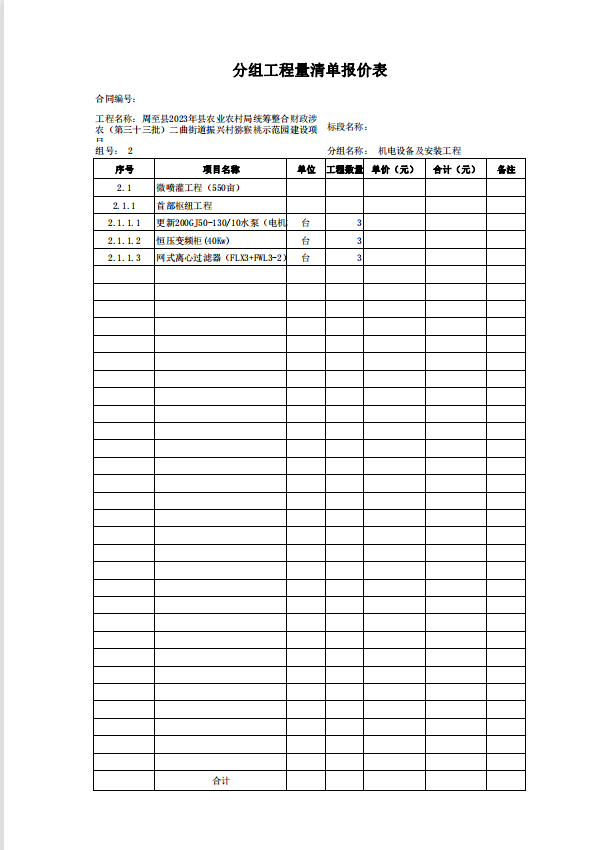 分组工程量清单报价表
合同编号:
工程名称: 周至县2023年县农业农村局统筹整合财政涉
农（第三十三批）二曲街道振兴村猕猴桃示范园建设项
标段名称:
组号: 2 分组名称: 机电设备及安装工程
序号 项目名称 单位 工程数量 单价（元） 合计（元） 备注
2.1 微喷灌工程（550亩）
2.1.1 首部枢纽工程
2.1.1.1 更新200GJ50-130/10水泵（电机 台 3
2.1.1.2 恒压变频柜(40Kw) 台 3
2.1.1.3 网式离心过滤器（FLX3+FWL3-2） 台 3
合计